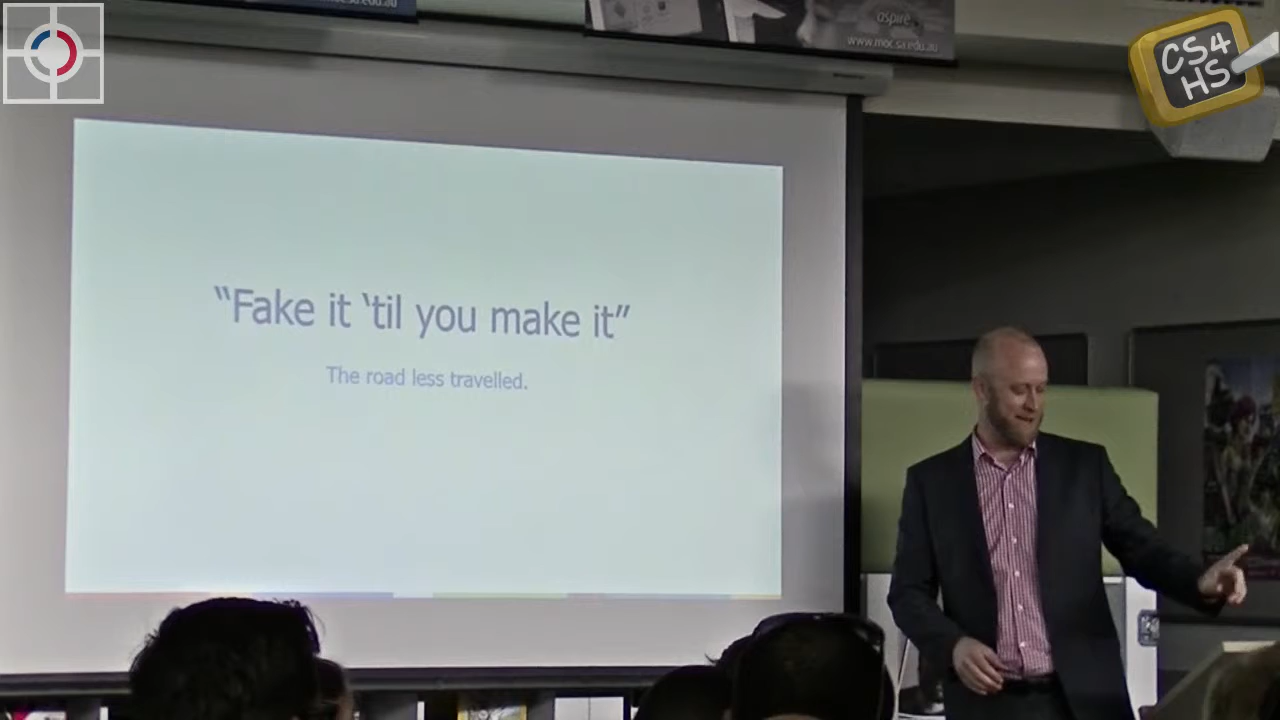 aspire
www.moc.sa.edu.au
CS4
HS
“Fake it ‘til you make it”
The road less travelled.